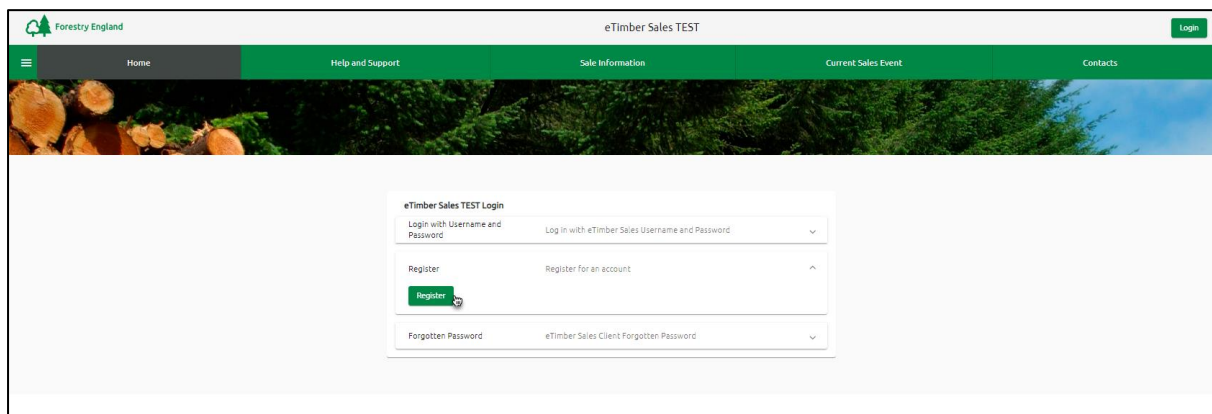 Forestry England
eTimber Sales TEST
Login
Home
Help and Support
Sale Information
Current Sales Event
Contacts
eTimber Sales TEST Login
Login with Username and
Password
Log in with eTimber Sales Username and Password
Register
Register for an account
Register
Forgotten Password
eTimber Sales Client Forgotten Password